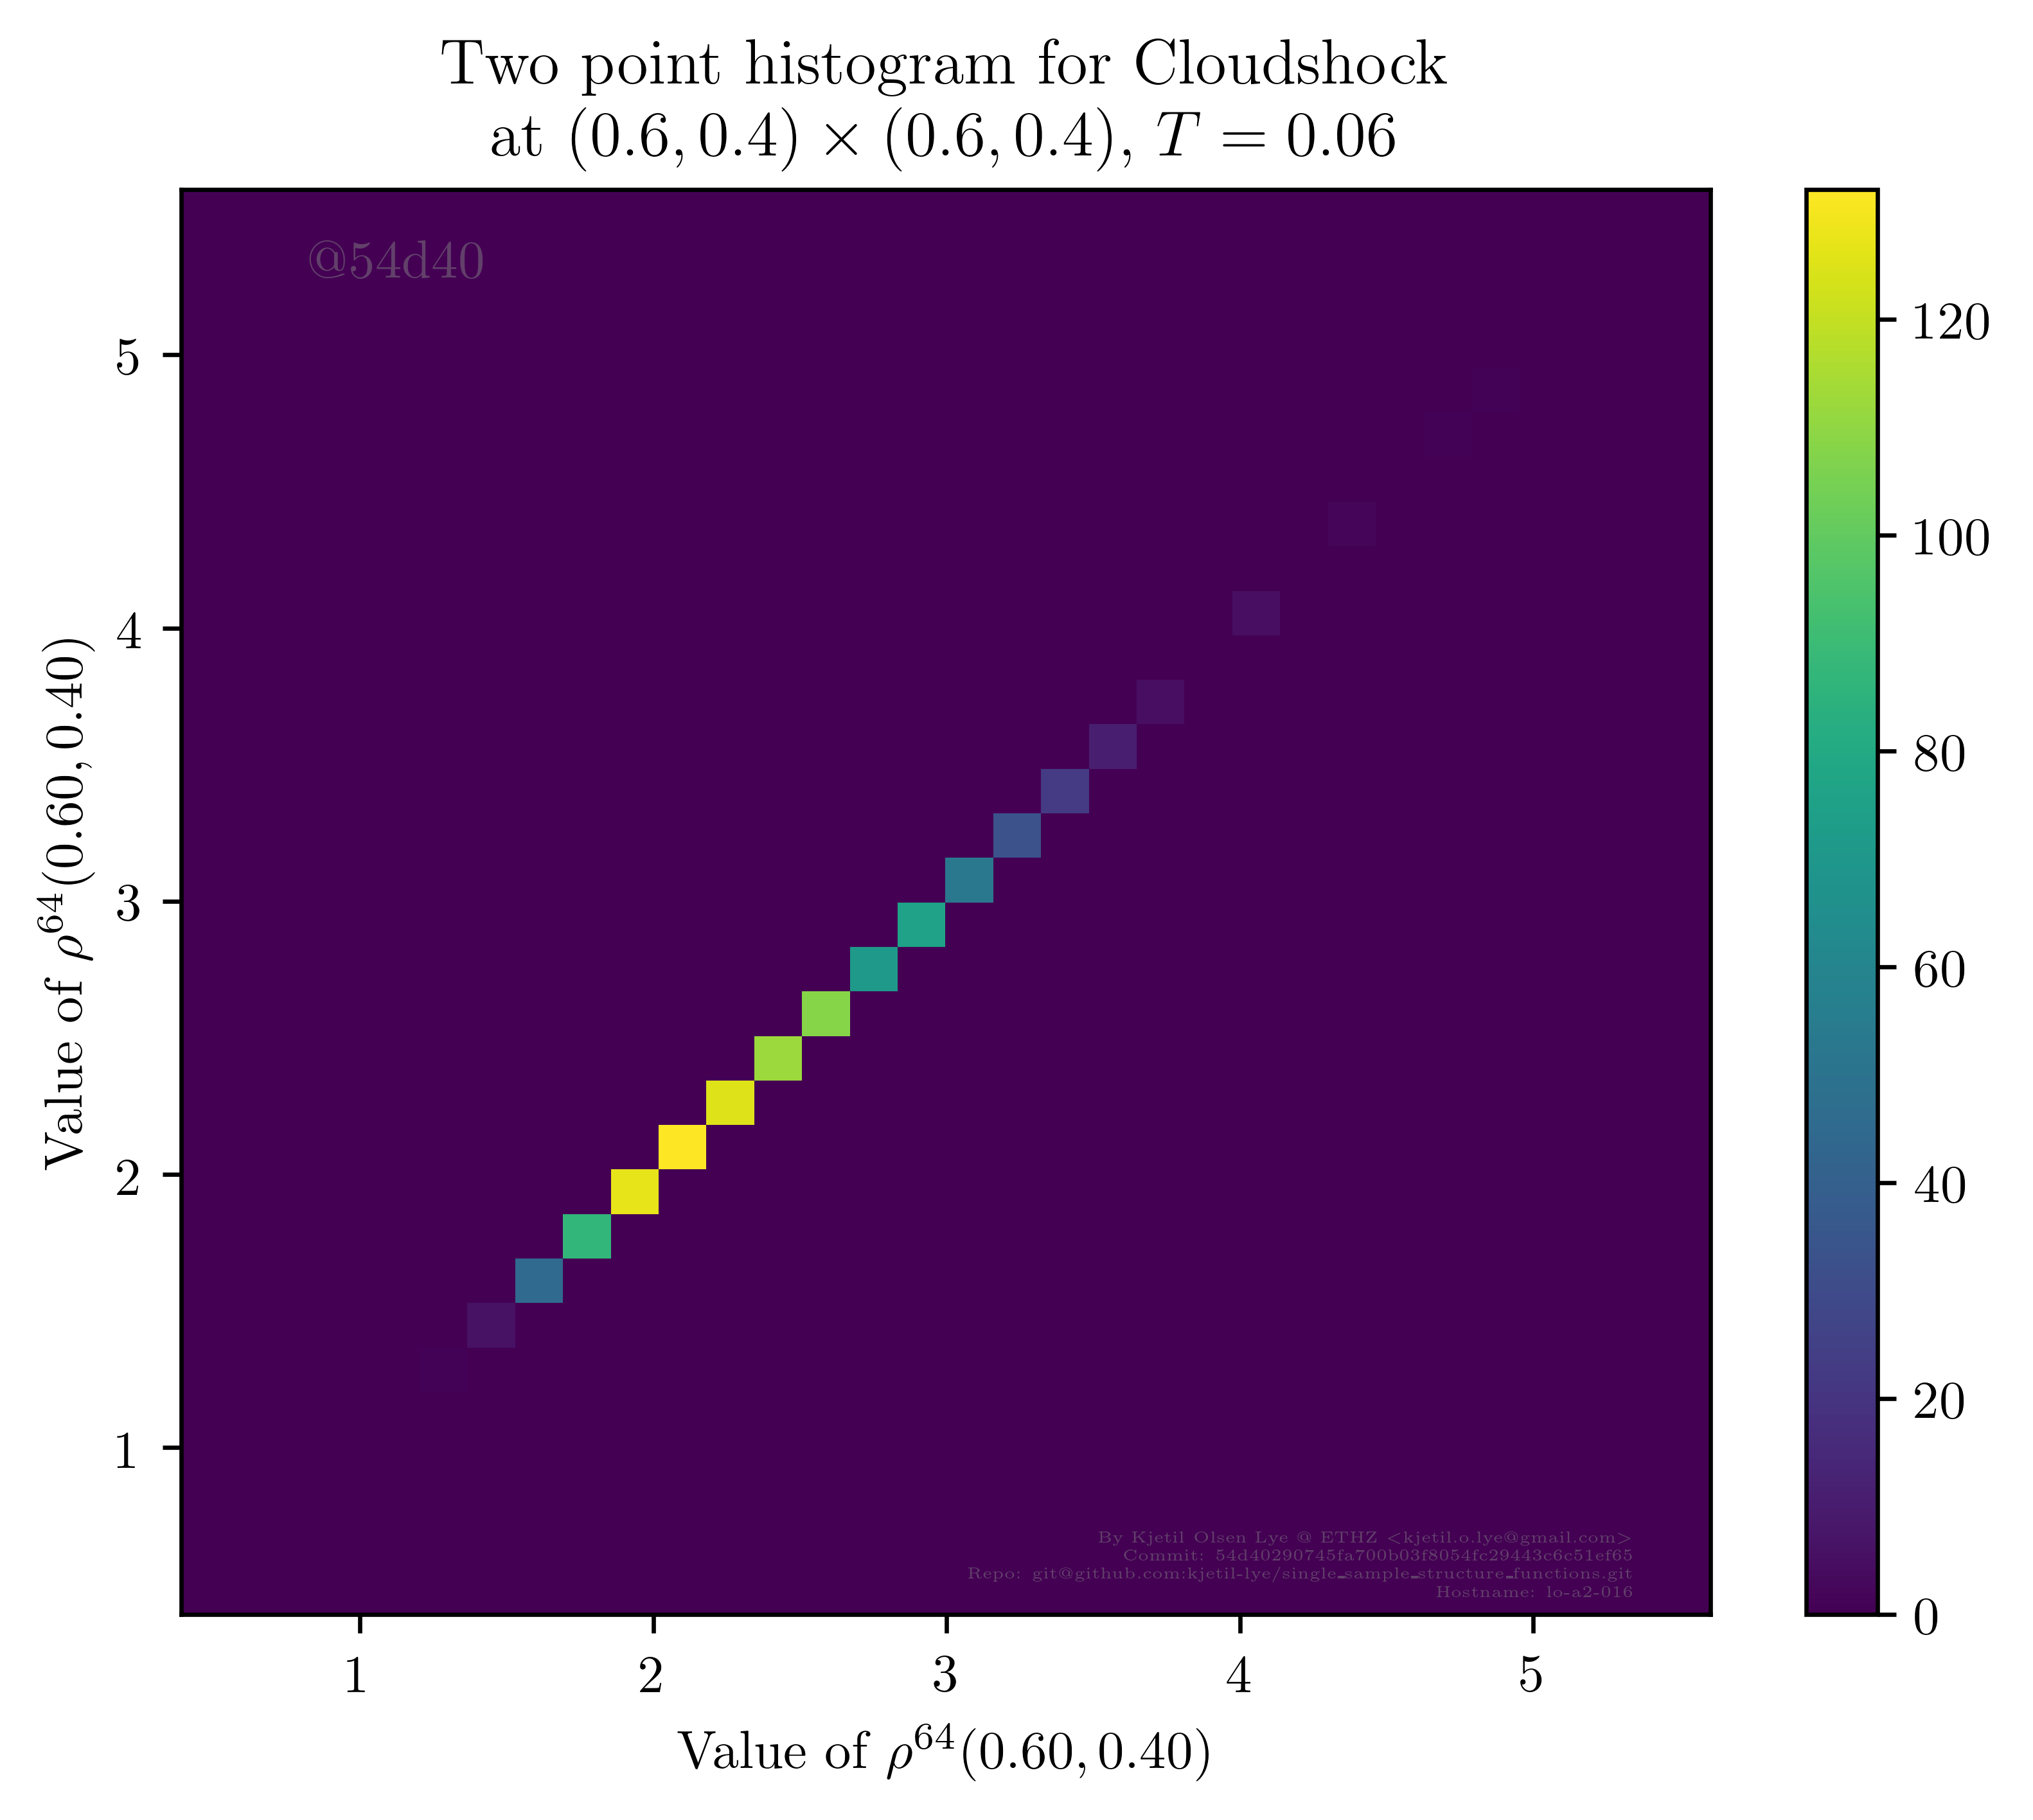 Two point histogram for Cloudshock
at (0.6, 0.4) × (0.6, 0.4), T = 0.06
@54d40
5
4
3
2
1
Value of ρ^64(0.60, 0.40)
1 2 3 4 5
Value of ρ^64(0.60, 0.40)
120
100
80
60
40
20
0
By Kjetil Olsen Lye @ ETHZ <kjetil.o.lye@gmail.com>
Commit: 54d40290745fa700b03f8054fc29443c6c51ef65
Repo: git@github.com:kjetil-lye/single_sample_structure_functions.git
Hostname: lo-a2-016